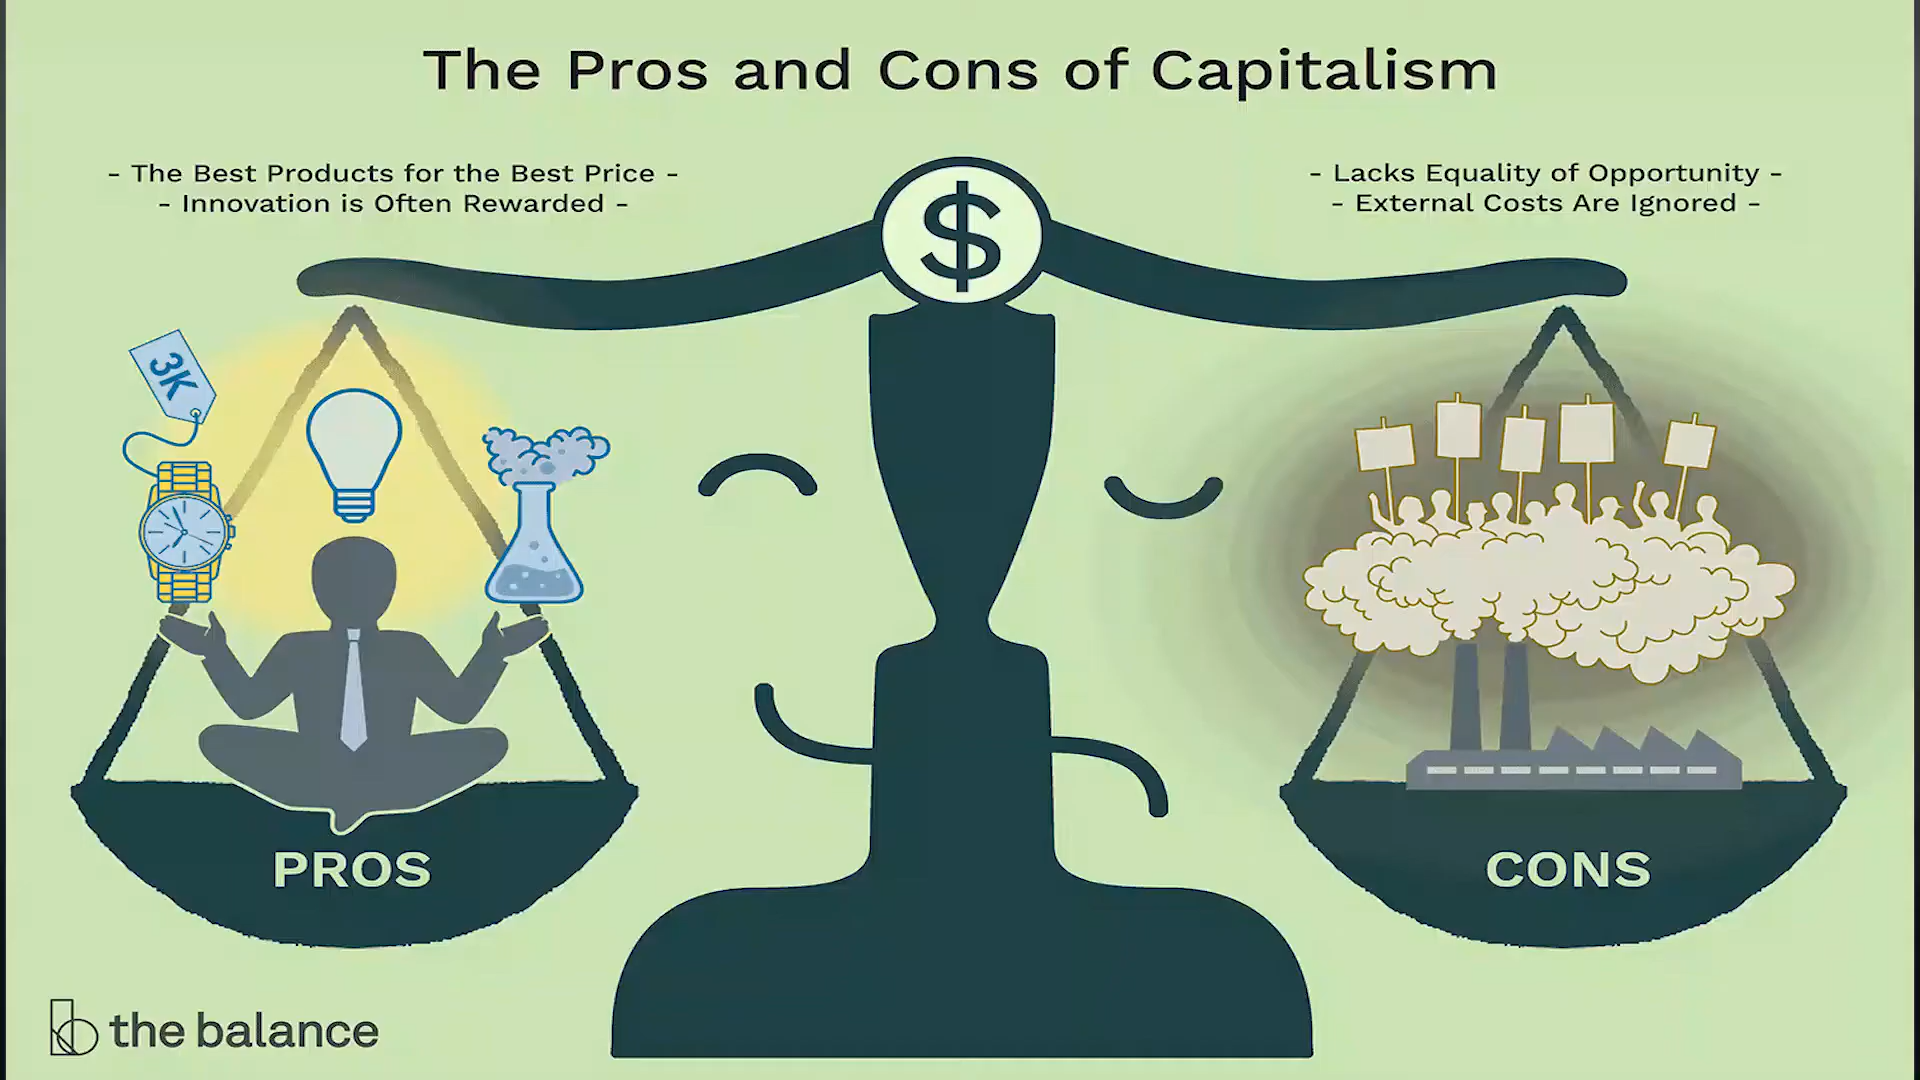 The Pros and Cons of Capitalism
- The Best Products for the Best Price -
- Innovation is Often Rewarded -
- Lacks Equality of Opportunity -
- External Costs Are Ignored -
$
3K
PROS
CONS
the balance